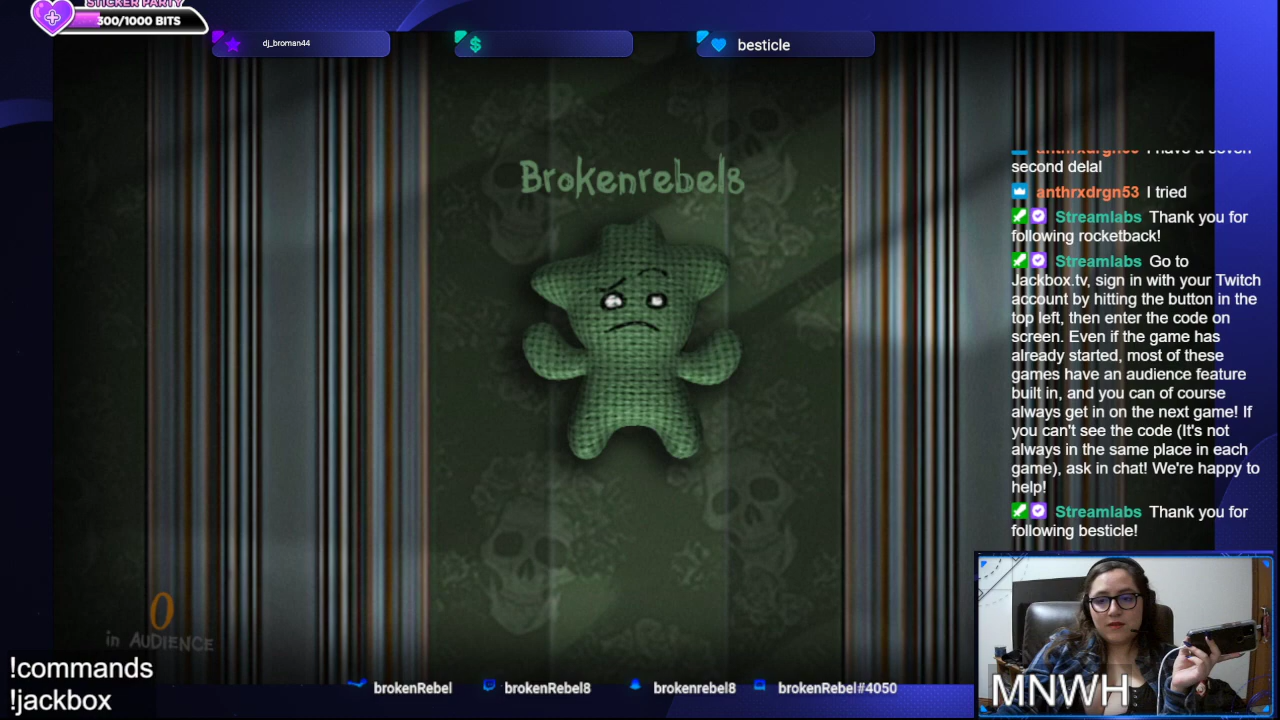 STICKER PARTY
300/1000 BITS
dj_broman44
$
besticle
Brokenrebel8
second delal
anthrxdrgn53 I tried
Streamlabs Thank you for
following rocketback!
Streamlabs Go to
Jackbox.tv, sign in with your Twitch
account by hitting the button in the
top left, then enter the code on
screen. Even if the game has
already started, most of these
games have an audience feature
built in, and you can of course
always get in on the next game! If
you can't see the code (It's not
always in the same place in each
game), ask in chat! We're happy to
help!
Streamlabs Thank you for
following besticle!
0
in AUDIENCE
!commands
!jackbox
brokenRebel
brokenRebel8
brokenrebel8
brokenRebel#4050
MNWH